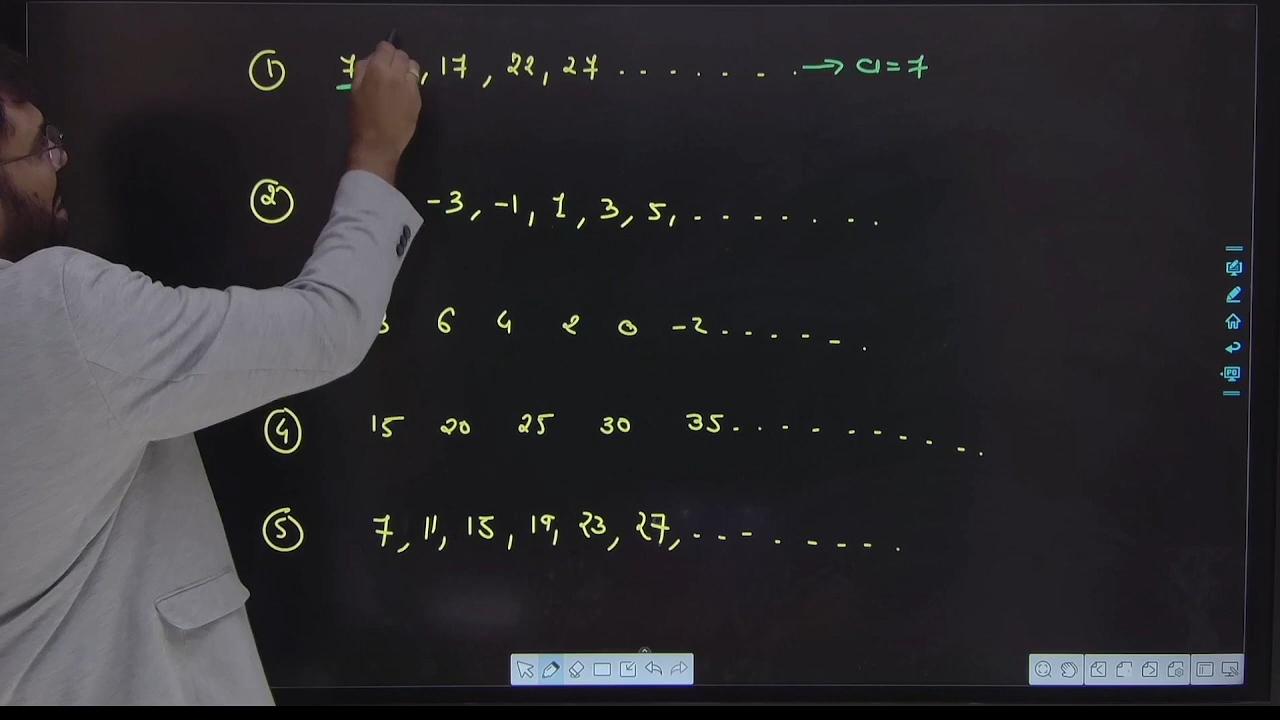 ① 7 , 17 , 22 , 27 . . . . . . . . → a = 7
② -3 , -1 , 1 , 3 , 5 , . . . . . . . .
6 4 2 0 -2 . . . . . . .
④ 15 20 25 30 35 . . . . . . . . . .
⑤ 7 , 11 , 15 , 19 , 23 , 27 , . . . . . . . . .